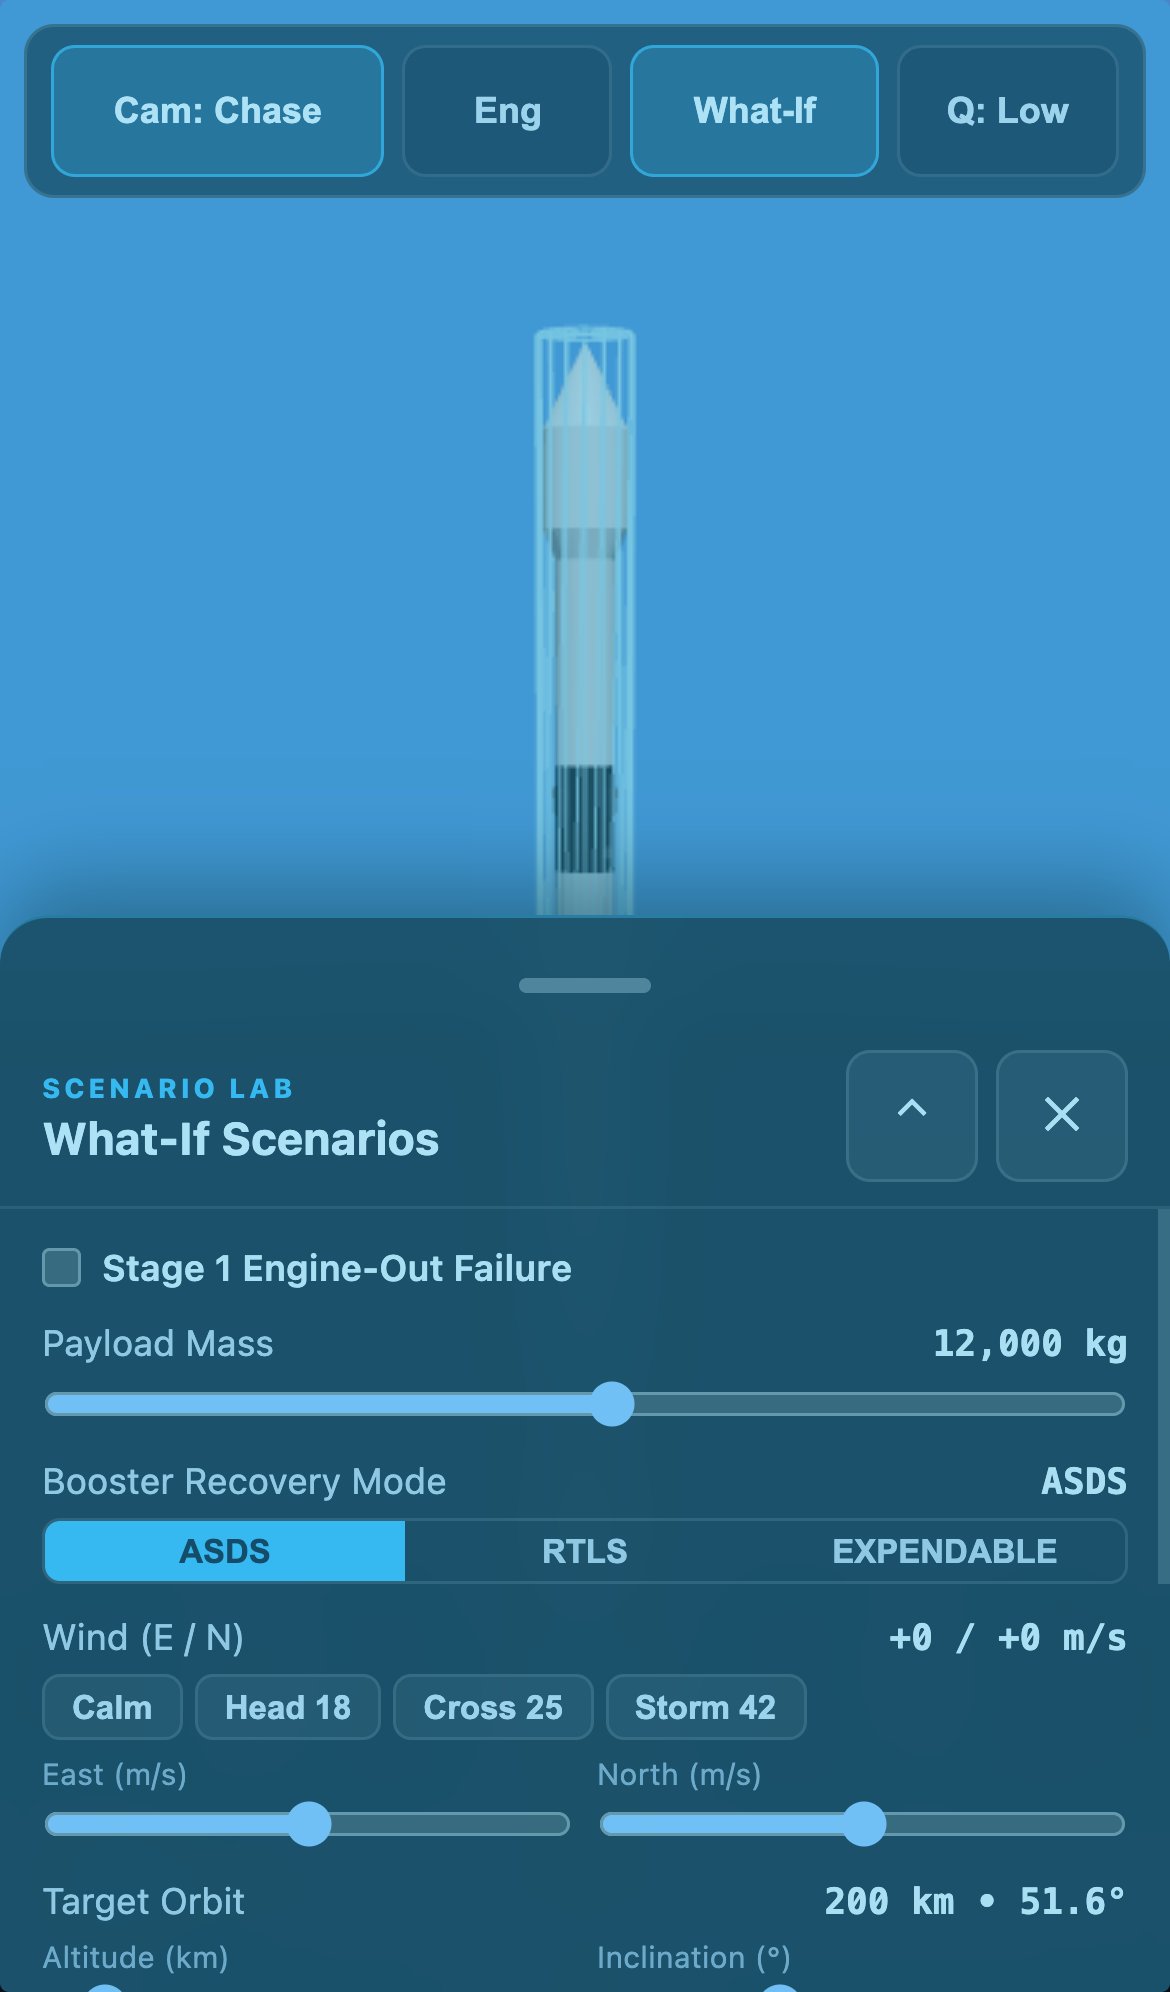 Cam: Chase Eng What-If Q: Low
SCENARIO LAB
What-If Scenarios
Stage 1 Engine-Out Failure
Payload Mass 12,000 kg
Booster Recovery Mode ASDS
ASDS RTLS EXPENDABLE
Wind (E / N) +0 / +0 m/s
Calm Head 18 Cross 25 Storm 42
East (m/s) North (m/s)
Target Orbit 200 km • 51.6°
Altitude (km) Inclination (°)